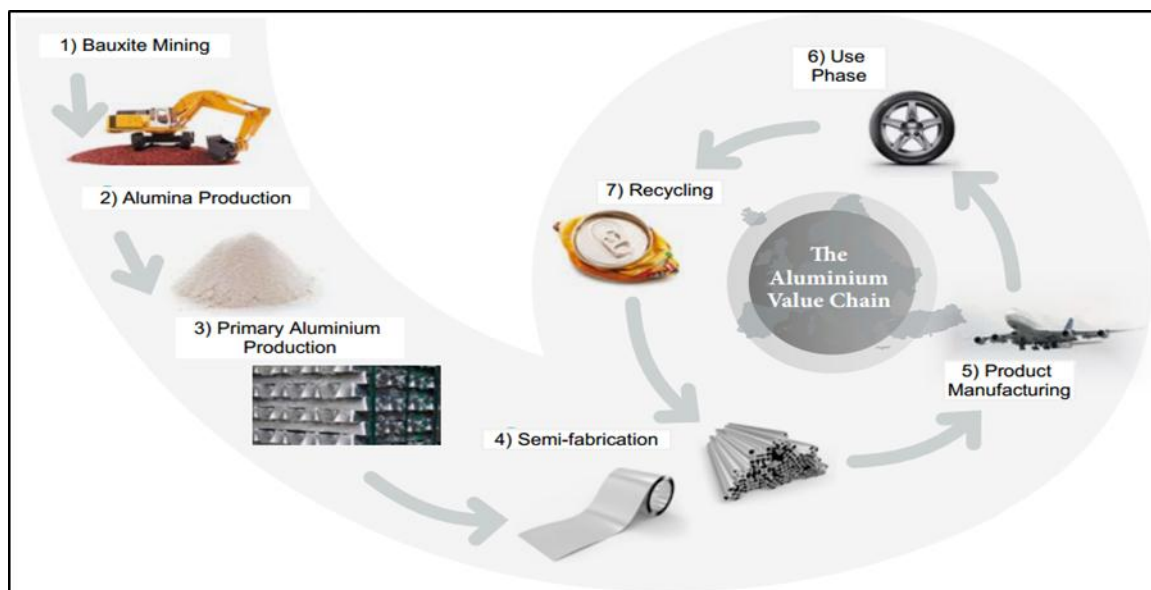 1) Bauxite Mining
2) Alumina Production
3) Primary Aluminium
Production
4) Semi-fabrication
5) Product
Manufacturing
6) Use
Phase
7) Recycling
The
Aluminium
Value Chain